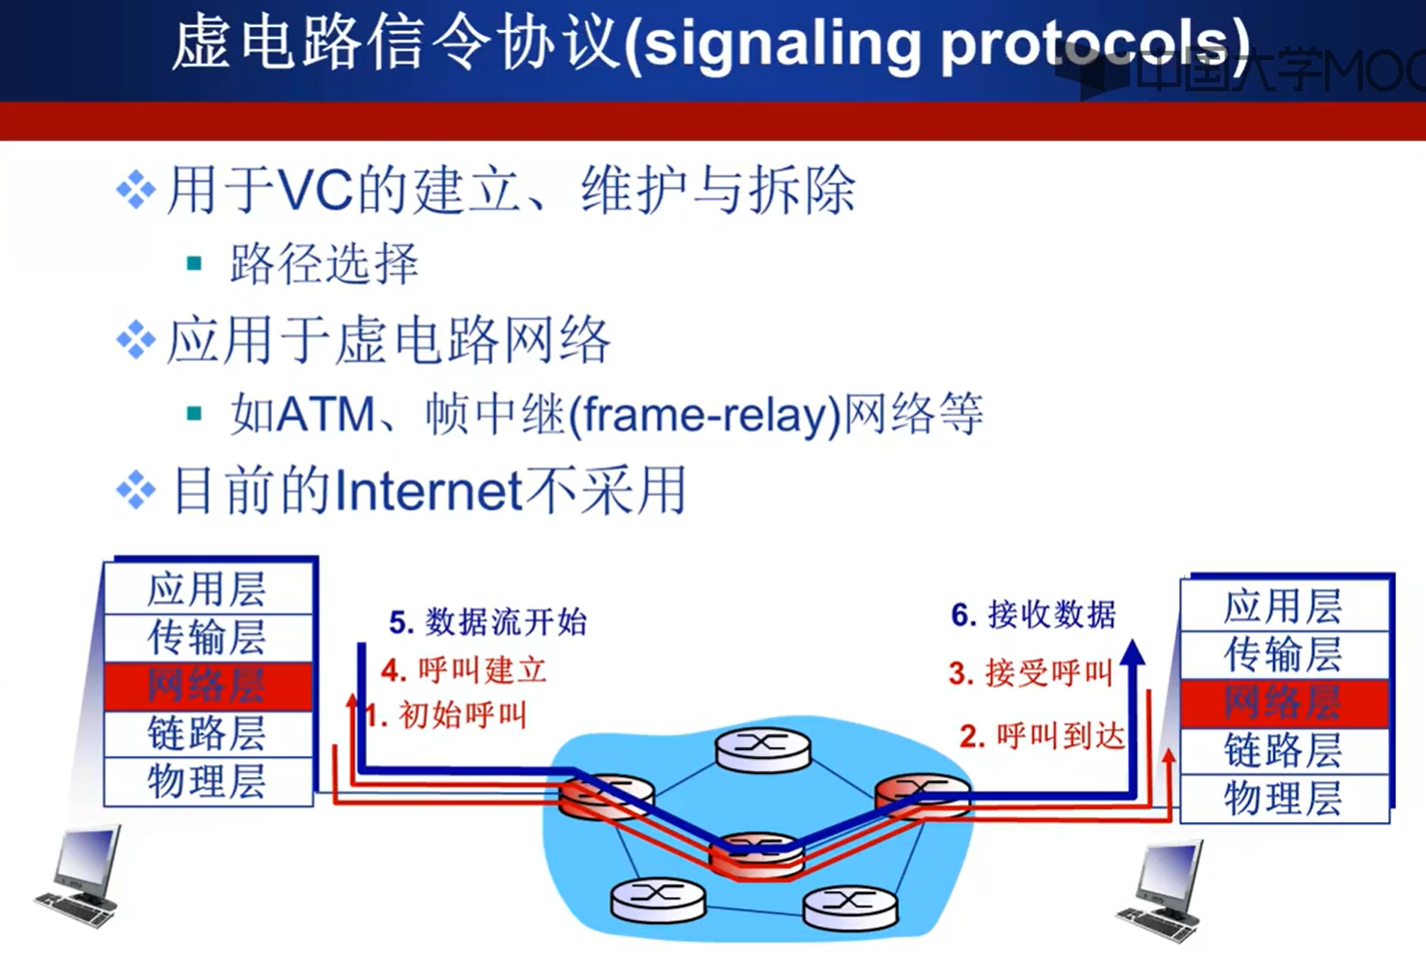 虚电路信令协议(signaling protocols)
中国大学MOO
用于VC的建立、维护与拆除
路径选择
应用于虚电路网络
如ATM、帧中继(frame-relay)网络等
目前的Internet不采用
应用层
传输层
网络层
链路层
物理层
5. 数据流开始
4. 呼叫建立
1. 初始呼叫
6. 接收数据
3. 接受呼叫
2. 呼叫到达
应用层
传输层
网络层
链路层
物理层